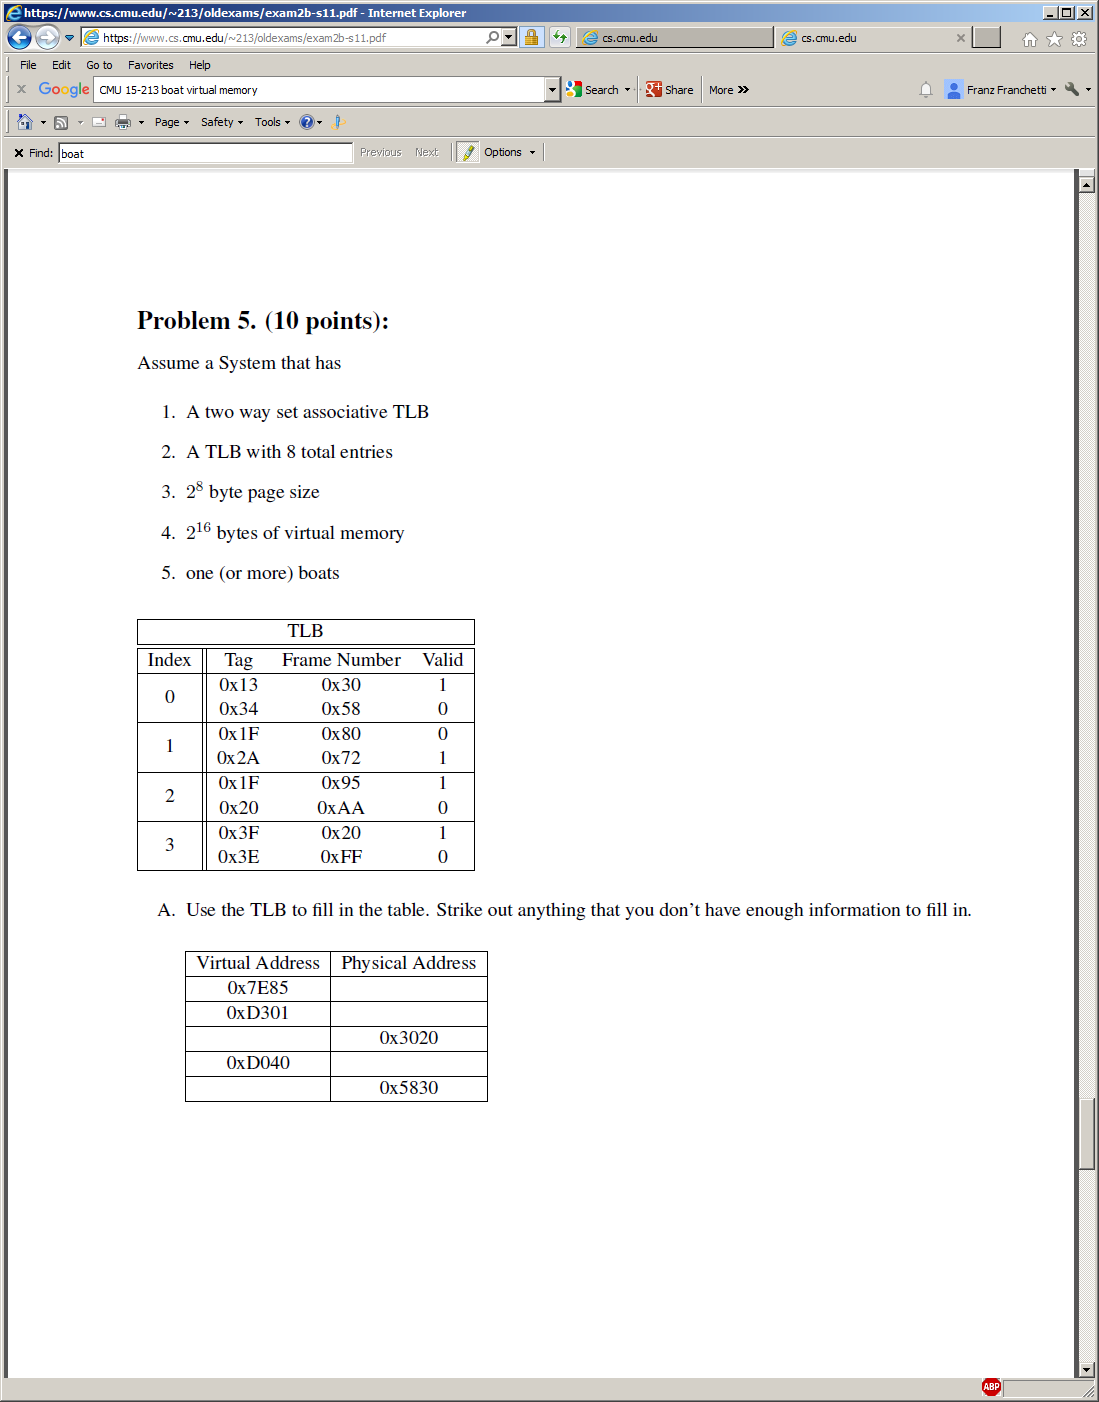 https://www.cs.cmu.edu/~213/oldexams/exam2b-s11.pdf - Internet Explorer
https://www.cs.cmu.edu/~213/oldexams/exam2b-s11.pdf cs.cmu.edu cs.cmu.edu
File Edit Go to Favorites Help
x Google CMU 15-213 boat virtual memory Search Share More » Franz Franchetti
Page Safety Tools
x Find: boat Previous Next Options
Problem 5. (10 points):
Assume a System that has
1. A two way set associative TLB
2. A TLB with 8 total entries
3. 2^8 byte page size
4. 2^16 bytes of virtual memory
5. one (or more) boats
TLB
Index Tag Frame Number Valid
0 0x13 0x30 1
0x34 0x58 0
1 0x1F 0x80 0
0x2A 0x72 1
2 0x1F 0x95 1
0x20 0xAA 0
3 0x3F 0x20 1
0x3E 0xFF 0
A. Use the TLB to fill in the table. Strike out anything that you don't have enough information to fill in.
Virtual Address Physical Address
0x7E85
0xD301
0x3020
0xD040
0x5830
ABP